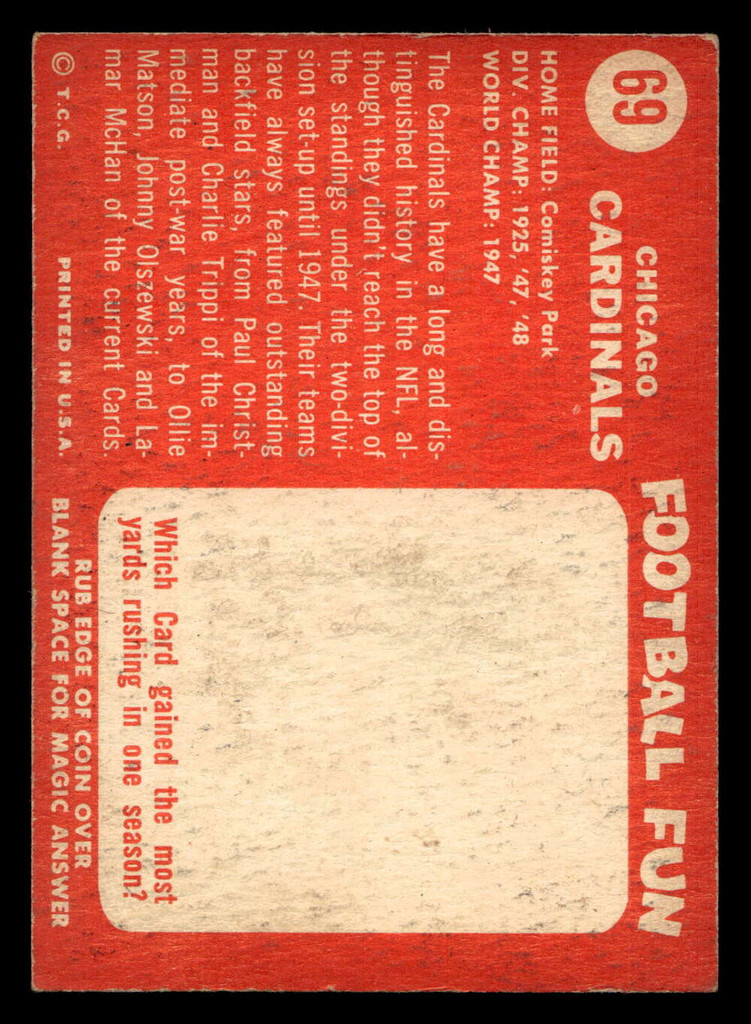 69
CHICAGO
CARDINALS
HOME FIELD: Comiskey Park
DIV. CHAMP: 1925, '47, '48
WORLD CHAMP: 1947
The Cardinals have a long and dis-
tinguished history in the NFL, al-
though they didn't reach the top of
the standings under the two-divi-
sion set-up until 1947. Their teams
have always featured outstanding
backfield stars, from Paul Christ-
man and Charlie Trippi of the im-
mediate post-war years, to Ollie
Matson, Johnny Olszewski and La-
mar McHan of the current Cards.
© T.C.G.
PRINTED IN U.S.A.
FOOTBALL FUN
Which Card gained the most
yards rushing in one season?
RUB EDGE OF COIN OVER
BLANK SPACE FOR MAGIC ANSWER